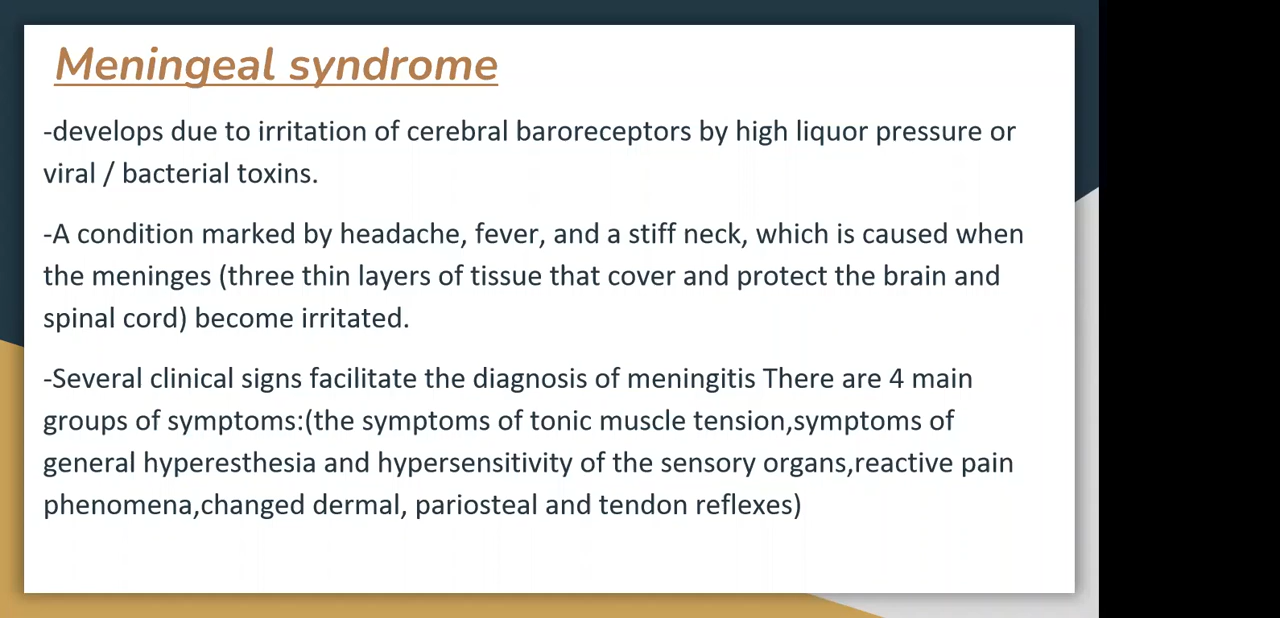 Meningeal syndrome
-develops due to irritation of cerebral baroreceptors by high liquor pressure or
viral / bacterial toxins.
-A condition marked by headache, fever, and a stiff neck, which is caused when
the meninges (three thin layers of tissue that cover and protect the brain and
spinal cord) become irritated.
-Several clinical signs facilitate the diagnosis of meningitis There are 4 main
groups of symptoms:(the symptoms of tonic muscle tension,symptoms of
general hyperesthesia and hypersensitivity of the sensory organs,reactive pain
phenomena,changed dermal, pariosteal and tendon reflexes)